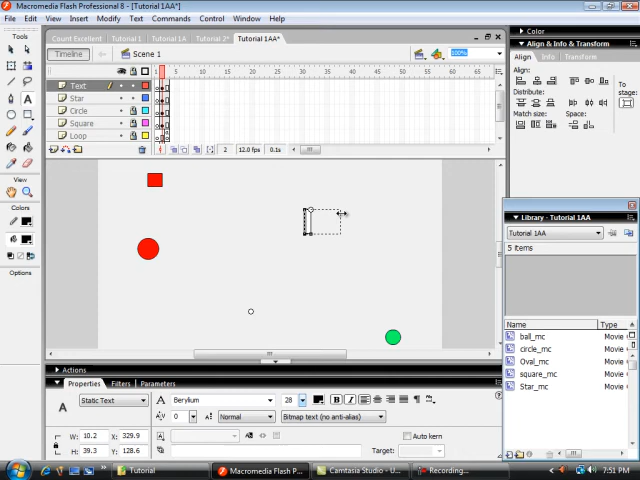 Macromedia Flash Professional 8 - [Tutorial 1AA*]
File Edit View Insert Modify Text Commands Control Window Help
Tools
View
Colors
Options
Count Excellent Tutorial 1 Tutorial 1A Tutorial 2* Tutorial 1AA*
Timeline Scene 1 100%
1 5 10 15 20 25 30 35 40 45 50 55 60 65
Text
Star
Circle
Square
Loop
2 12.0 fps 0.1s
Color
Align & Info & Transform
Align Info Transform
Align:
Distribute:
Match size: Space:
To stage:
Library - Tutorial 1AA
Tutorial 1AA
5 items
Name Type
ball_mc Movie
circle_mc Movie
Oval_mc Movie
square_mc Movie
Star_mc Movie
Actions
Properties Filters Parameters
Static Text A Berylium 28 B I
A/V 0 Normal Bitmap text (no anti-alias)
W: 10.2 X: 329.9 Auto kern
H: 39.3 Y: 128.6 Target:
Tutorial Macromedia Flash Pr... Camtasia Studio - U... Recording... 7:51 PM